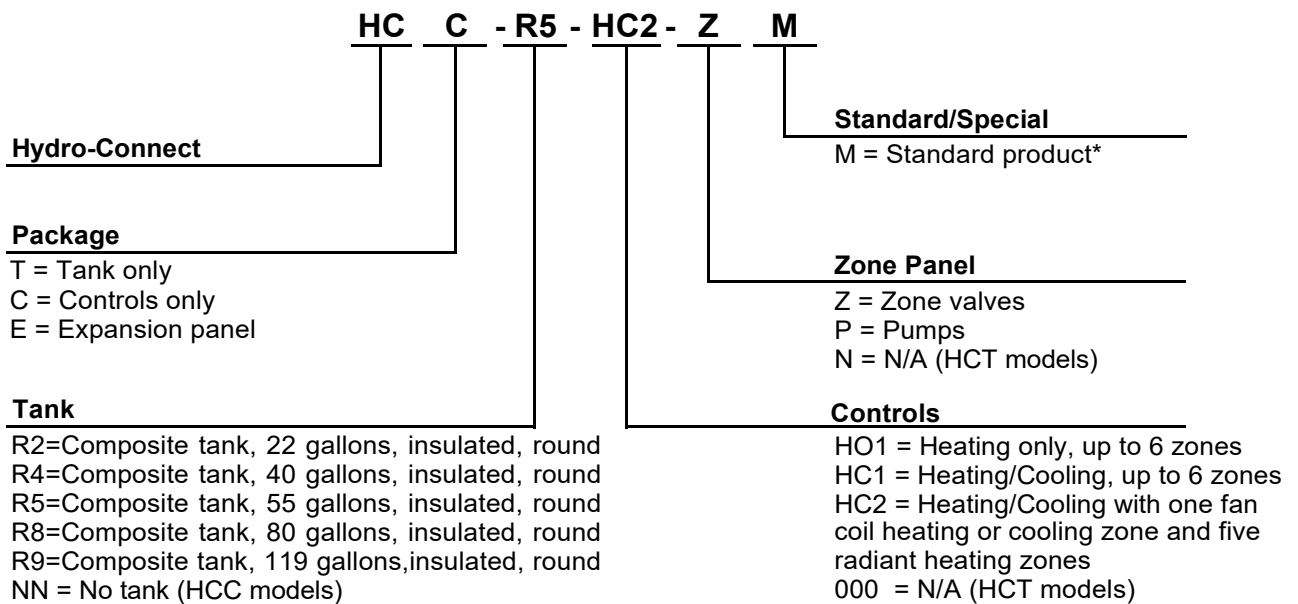 HC C - R5 - HC2 - Z M
Hydro-Connect
Package
T = Tank only
C = Controls only
E = Expansion panel
Tank
R2=Composite tank, 22 gallons, insulated, round
R4=Composite tank, 40 gallons, insulated, round
R5=Composite tank, 55 gallons, insulated, round
R8=Composite tank, 80 gallons, insulated, round
R9=Composite tank, 119 gallons,insulated, round
NN = No tank (HCC models)
Standard/Special
M = Standard product*
Zone Panel
Z = Zone valves
P = Pumps
N = N/A (HCT models)
Controls
HO1 = Heating only, up to 6 zones
HC1 = Heating/Cooling, up to 6 zones
HC2 = Heating/Cooling with one fan
coil heating or cooling zone and five
radiant heating zones
000 = N/A (HCT models)